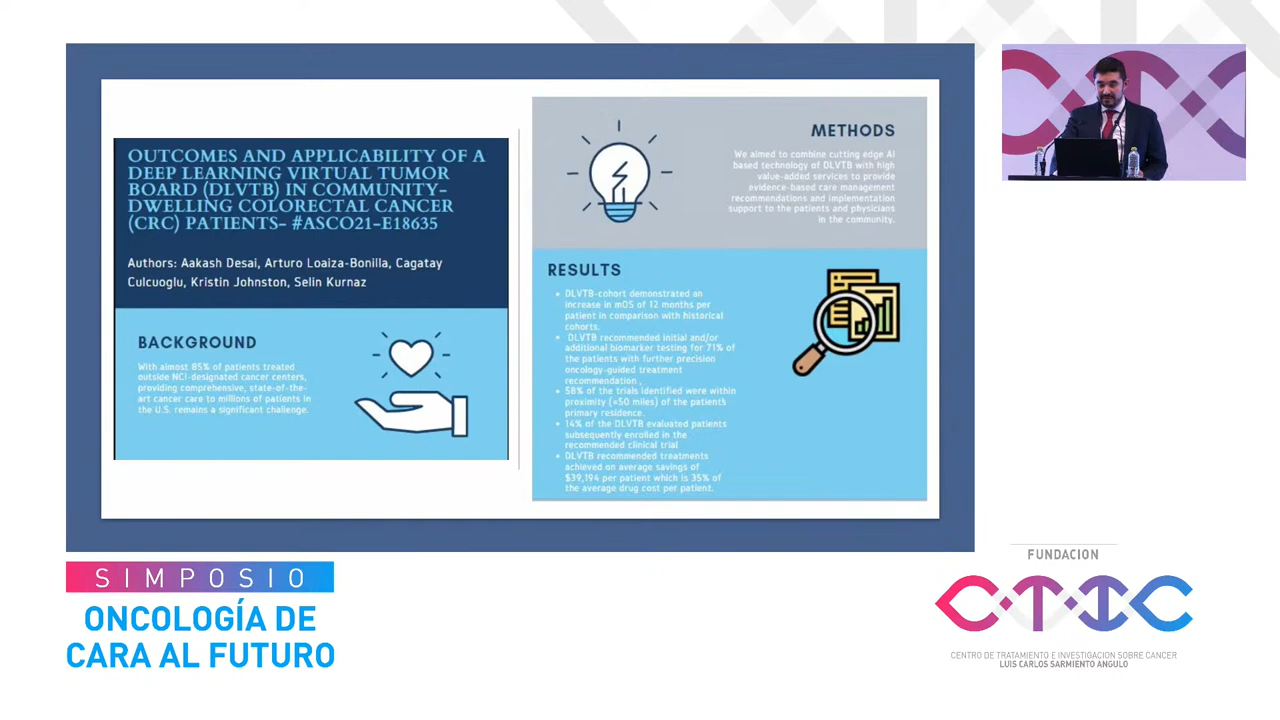 OUTCOMES AND APPLICABILITY OF A
DEEP LEARNING VIRTUAL TUMOR
BOARD (DLVTB) IN COMMUNITY-
DWELLING COLORECTAL CANCER
(CRC) PATIENTS- #ASCO21-E18635
Authors: Aakash Desai, Arturo Loaiza-Bonilla, Cagatay
Culcuoglu, Kristin Johnston, Selin Kurnaz
BACKGROUND
With almost 85% of patients treated
outside NCI-designated cancer centers,
providing comprehensive, state-of-the-
art cancer care to millions of patients in
the U.S. remains a significant challenge.
METHODS
We aimed to combine cutting edge AI
based technology of DLVTB with high
value-added services to provide
evidence-based care management
recommendations and implementation
support to the patients and physicians
in the community.
RESULTS
• DLVTB-cohort demonstrated an
increase in mOS of 12 months per
patient in comparison with historical
cohorts.
• DLVTB recommended initial and/or
additional biomarker testing for 71% of
the patients with further precision
oncology-guided treatment
recommendation ,
• 58% of the trials identified were within
proximity (<50 miles) of the patient's
primary residence.
• 14% of the DLVTB evaluated patients
subsequently enrolled in the
recommended clinical trial
• DLVTB recommended treatments
achieved on average savings of
$39,194 per patient which is 35% of
the average drug cost per patient.
SIMPOSIO
ONCOLOGÍA DE
CARA AL FUTURO
FUNDACION
CTIC
CENTRO DE TRATAMIENTO E INVESTIGACION SOBRE CANCER
LUIS CARLOS SARMIENTO ANGULO